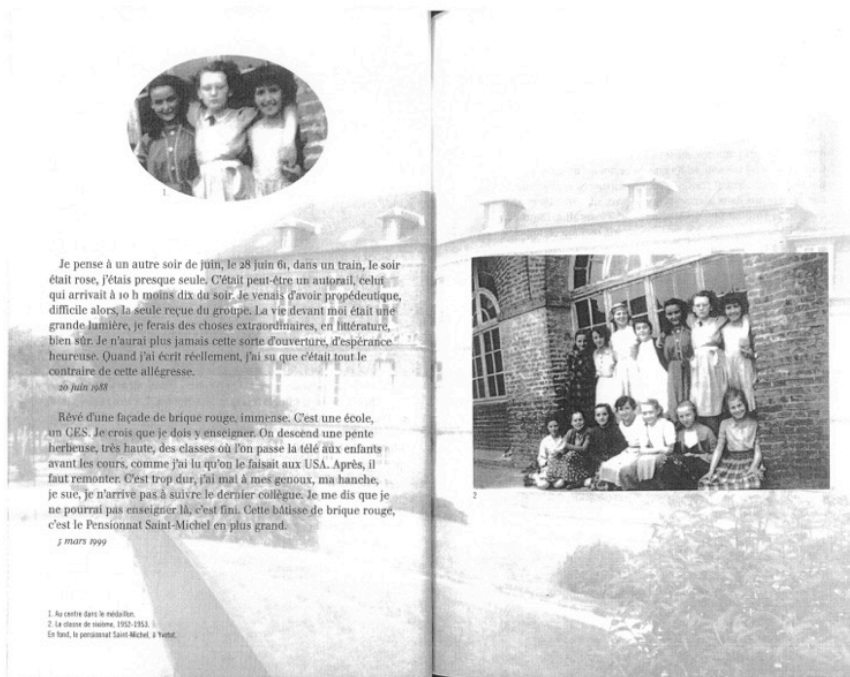 1
Je pense à un autre soir de juin, le 28 juin 61, dans un train, le soir
était rose, j'étais presque seule. C'était peut-être un autorail, celui
qui arrivait à 10 h moins dix du soir. Je venais d'avoir propédeutique,
difficile alors, la seule reçue du groupe. La vie devant moi était une
grande lumière, je ferais des choses extraordinaires, en littérature,
bien sûr. Je n'aurai plus jamais cette sorte d'ouverture, d'espérance
heureuse. Quand j'ai écrit réellement, j'ai su que c'était tout le
contraire de cette allégresse.
20 juin 1988
Rêvé d'une façade de brique rouge, immense. C'est une école,
un CES. Je crois que je dois y enseigner. On descend une pente
herbeuse, très haute, des classes où l'on passe la télé aux enfants
avant les cours, comme j'ai lu qu'on le faisait aux USA. Après, il
faut remonter. C'est trop dur, j'ai mal à mes genoux, ma hanche,
je sue, je n'arrive pas à suivre le dernier collègue. Je me dis que je
ne pourrai pas enseigner là, c'est fini. Cette bâtisse de brique rouge,
c'est le Pensionnat Saint-Michel en plus grand.
5 mars 1999
1. Au centre dans le médaillon.
2. La classe de sixième, 1952-1953.
En fond, le pensionnat Saint-Michel, à Yvetot.
2